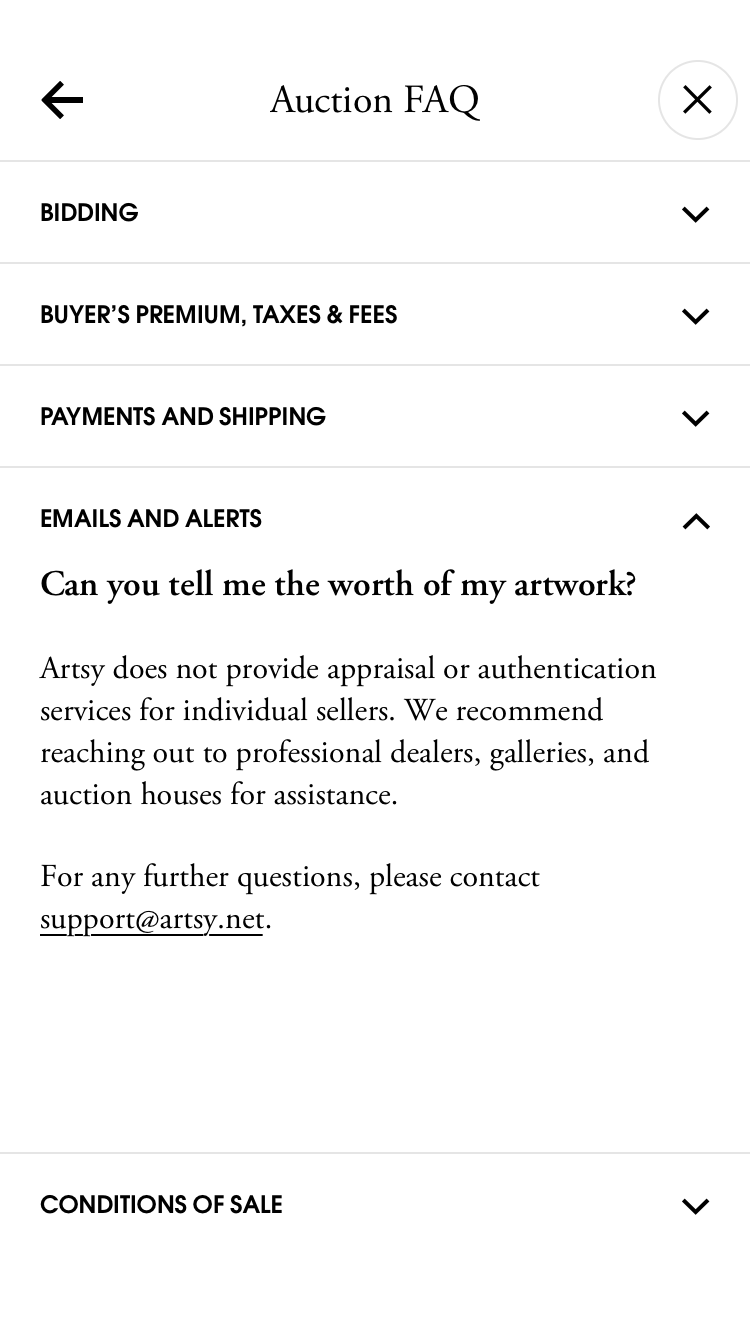 Auction FAQ
BIDDING
BUYER’S PREMIUM, TAXES & FEES
PAYMENTS AND SHIPPING
EMAILS AND ALERTS
Can you tell me the worth of my artwork?
Artsy does not provide appraisal or authentication
services for individual sellers. We recommend
reaching out to professional dealers, galleries, and
auction houses for assistance.
For any further questions, please contact
support@artsy.net.
CONDITIONS OF SALE